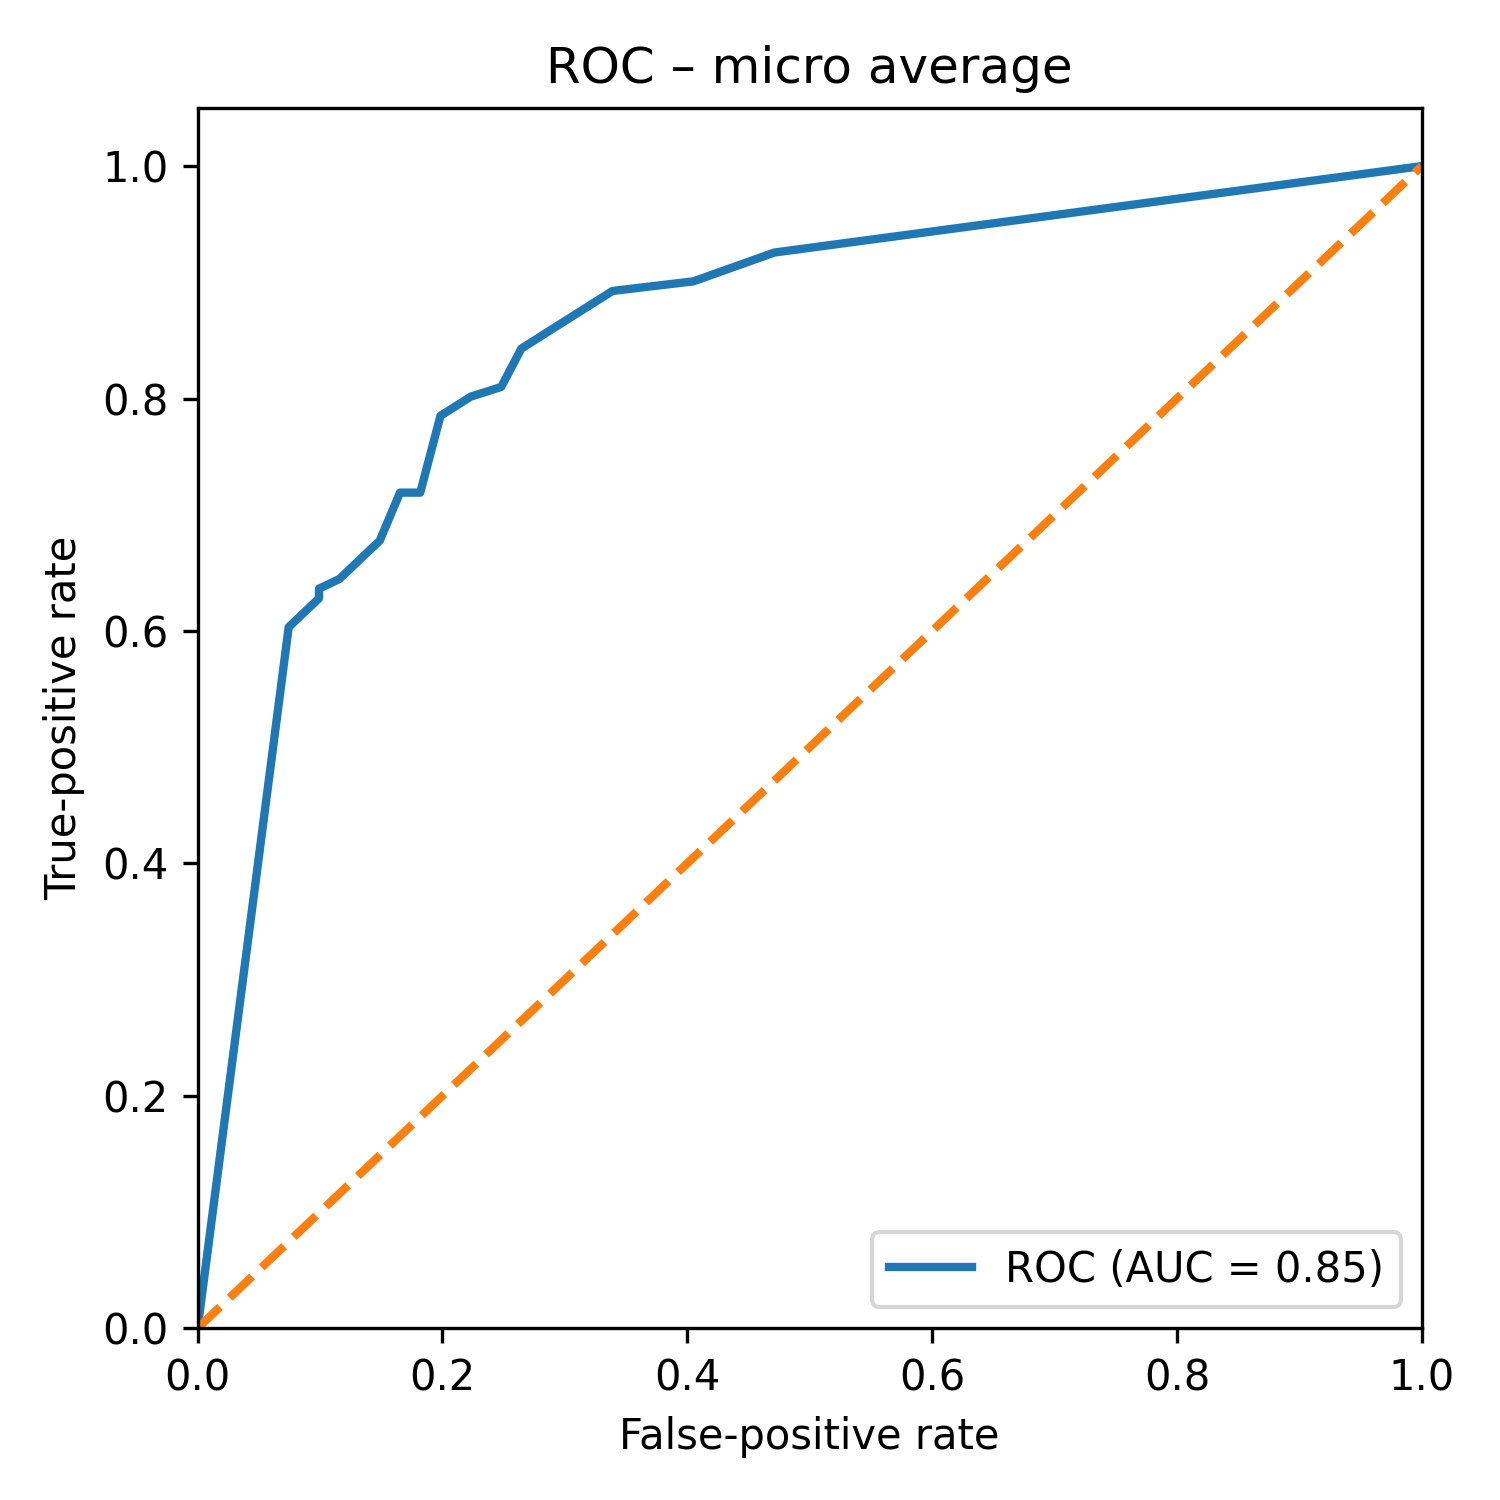 ROC – micro average
1.0
0.8
0.6
0.4
0.2
0.0
True-positive rate
ROC (AUC = 0.85)
0.0 0.2 0.4 0.6 0.8 1.0
False-positive rate